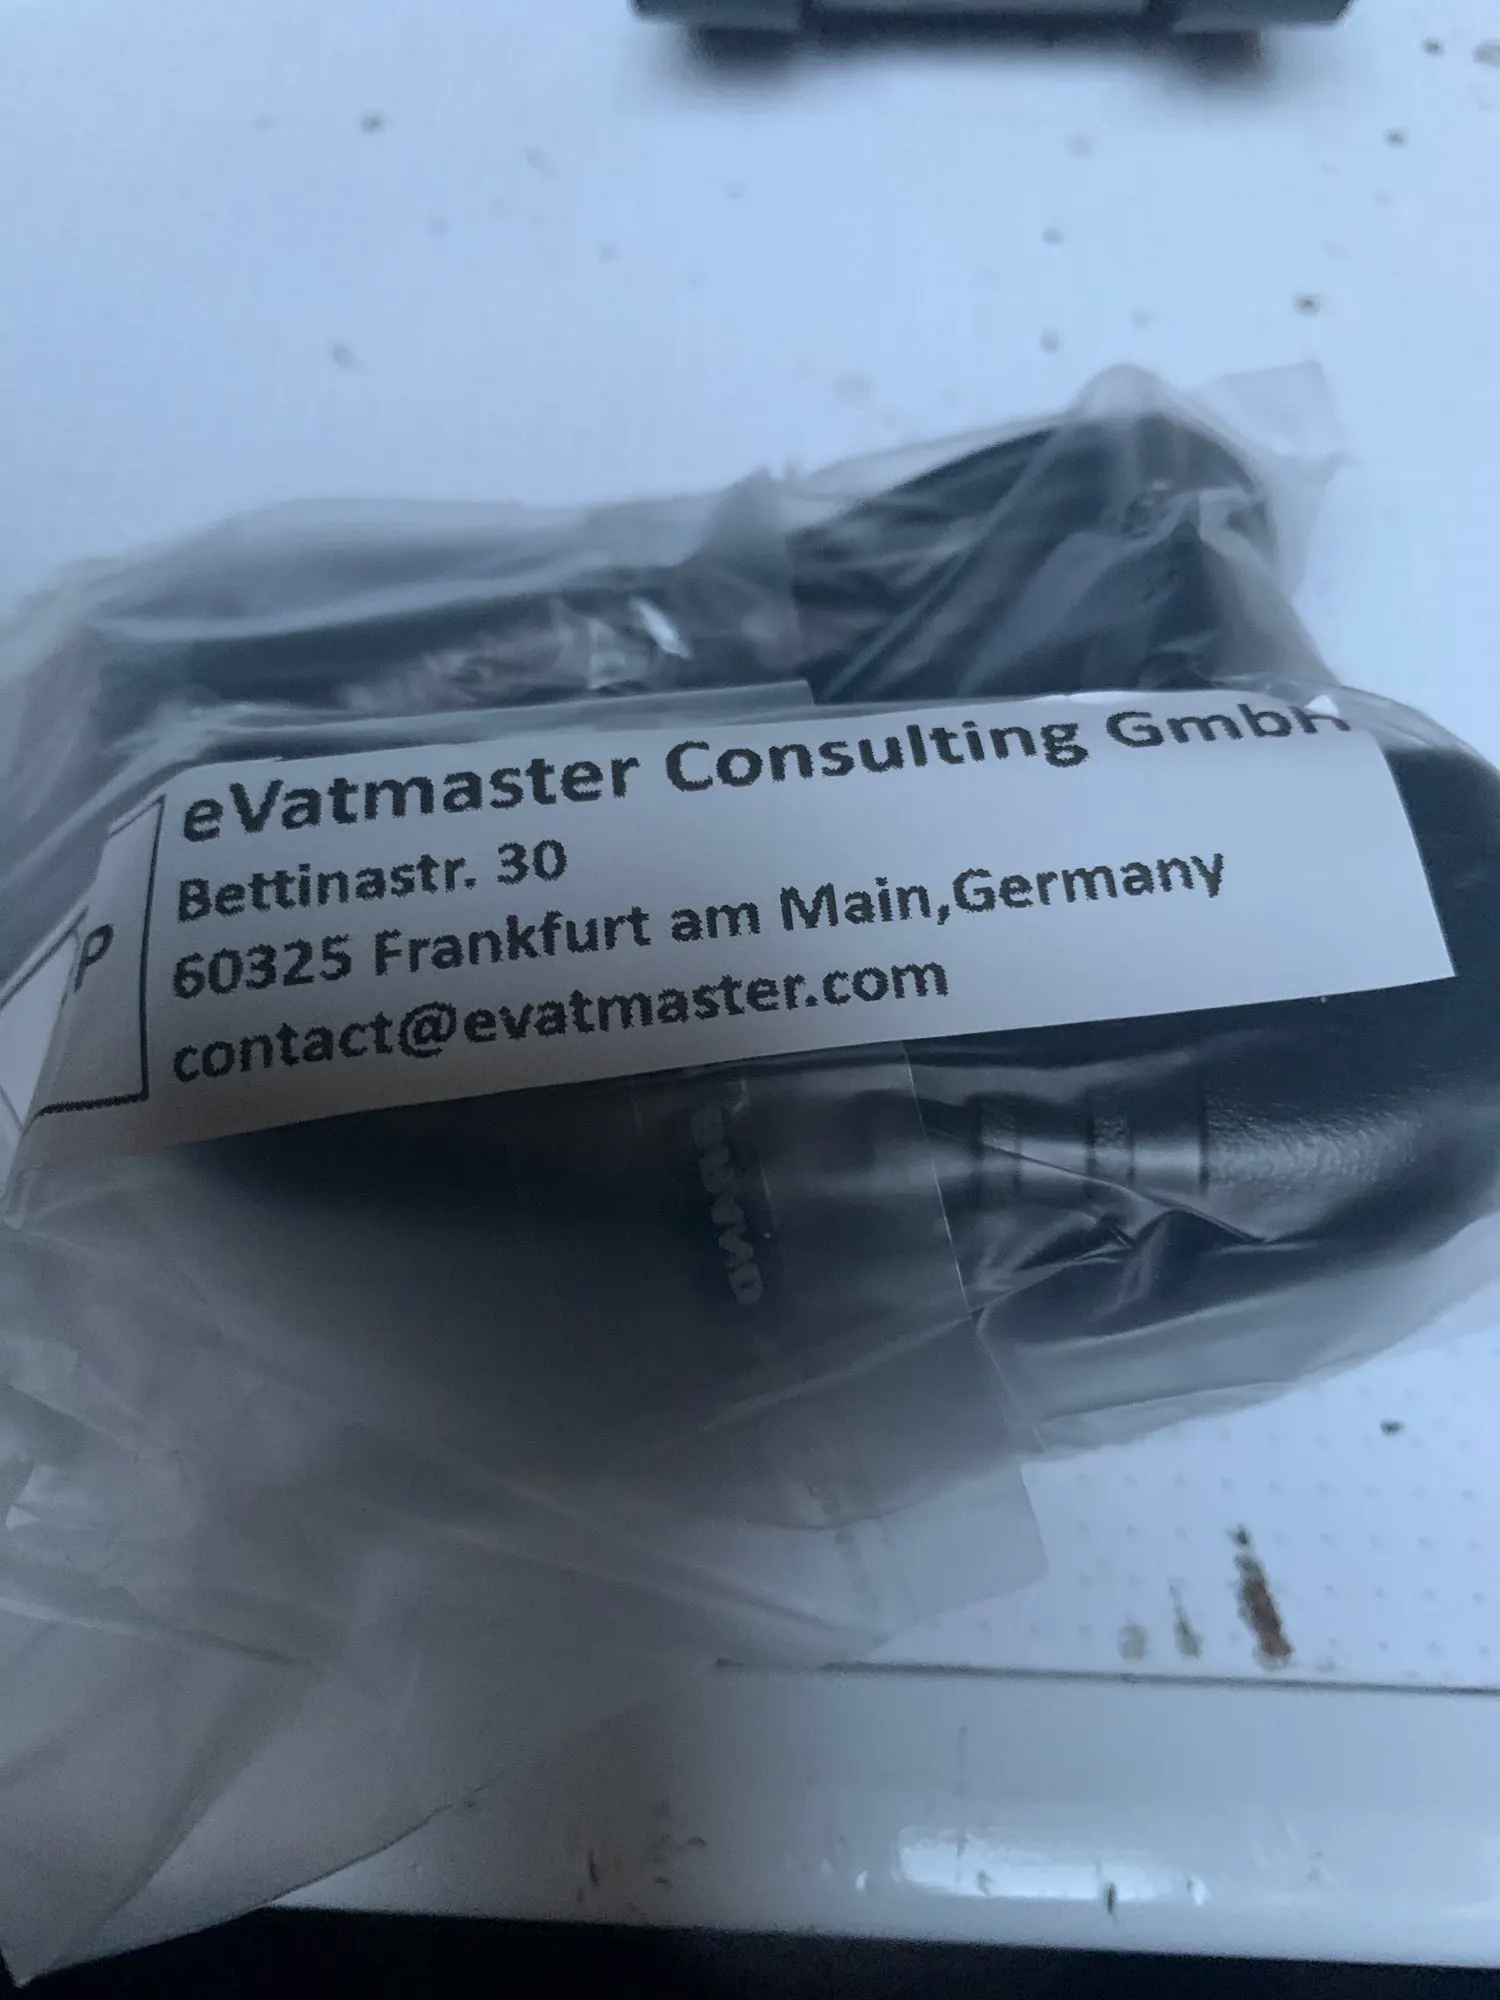 eVatmaster Consulting GmbH
Bettinastr. 30
60325 Frankfurt am Main,Germany
contact@evatmaster.com
P